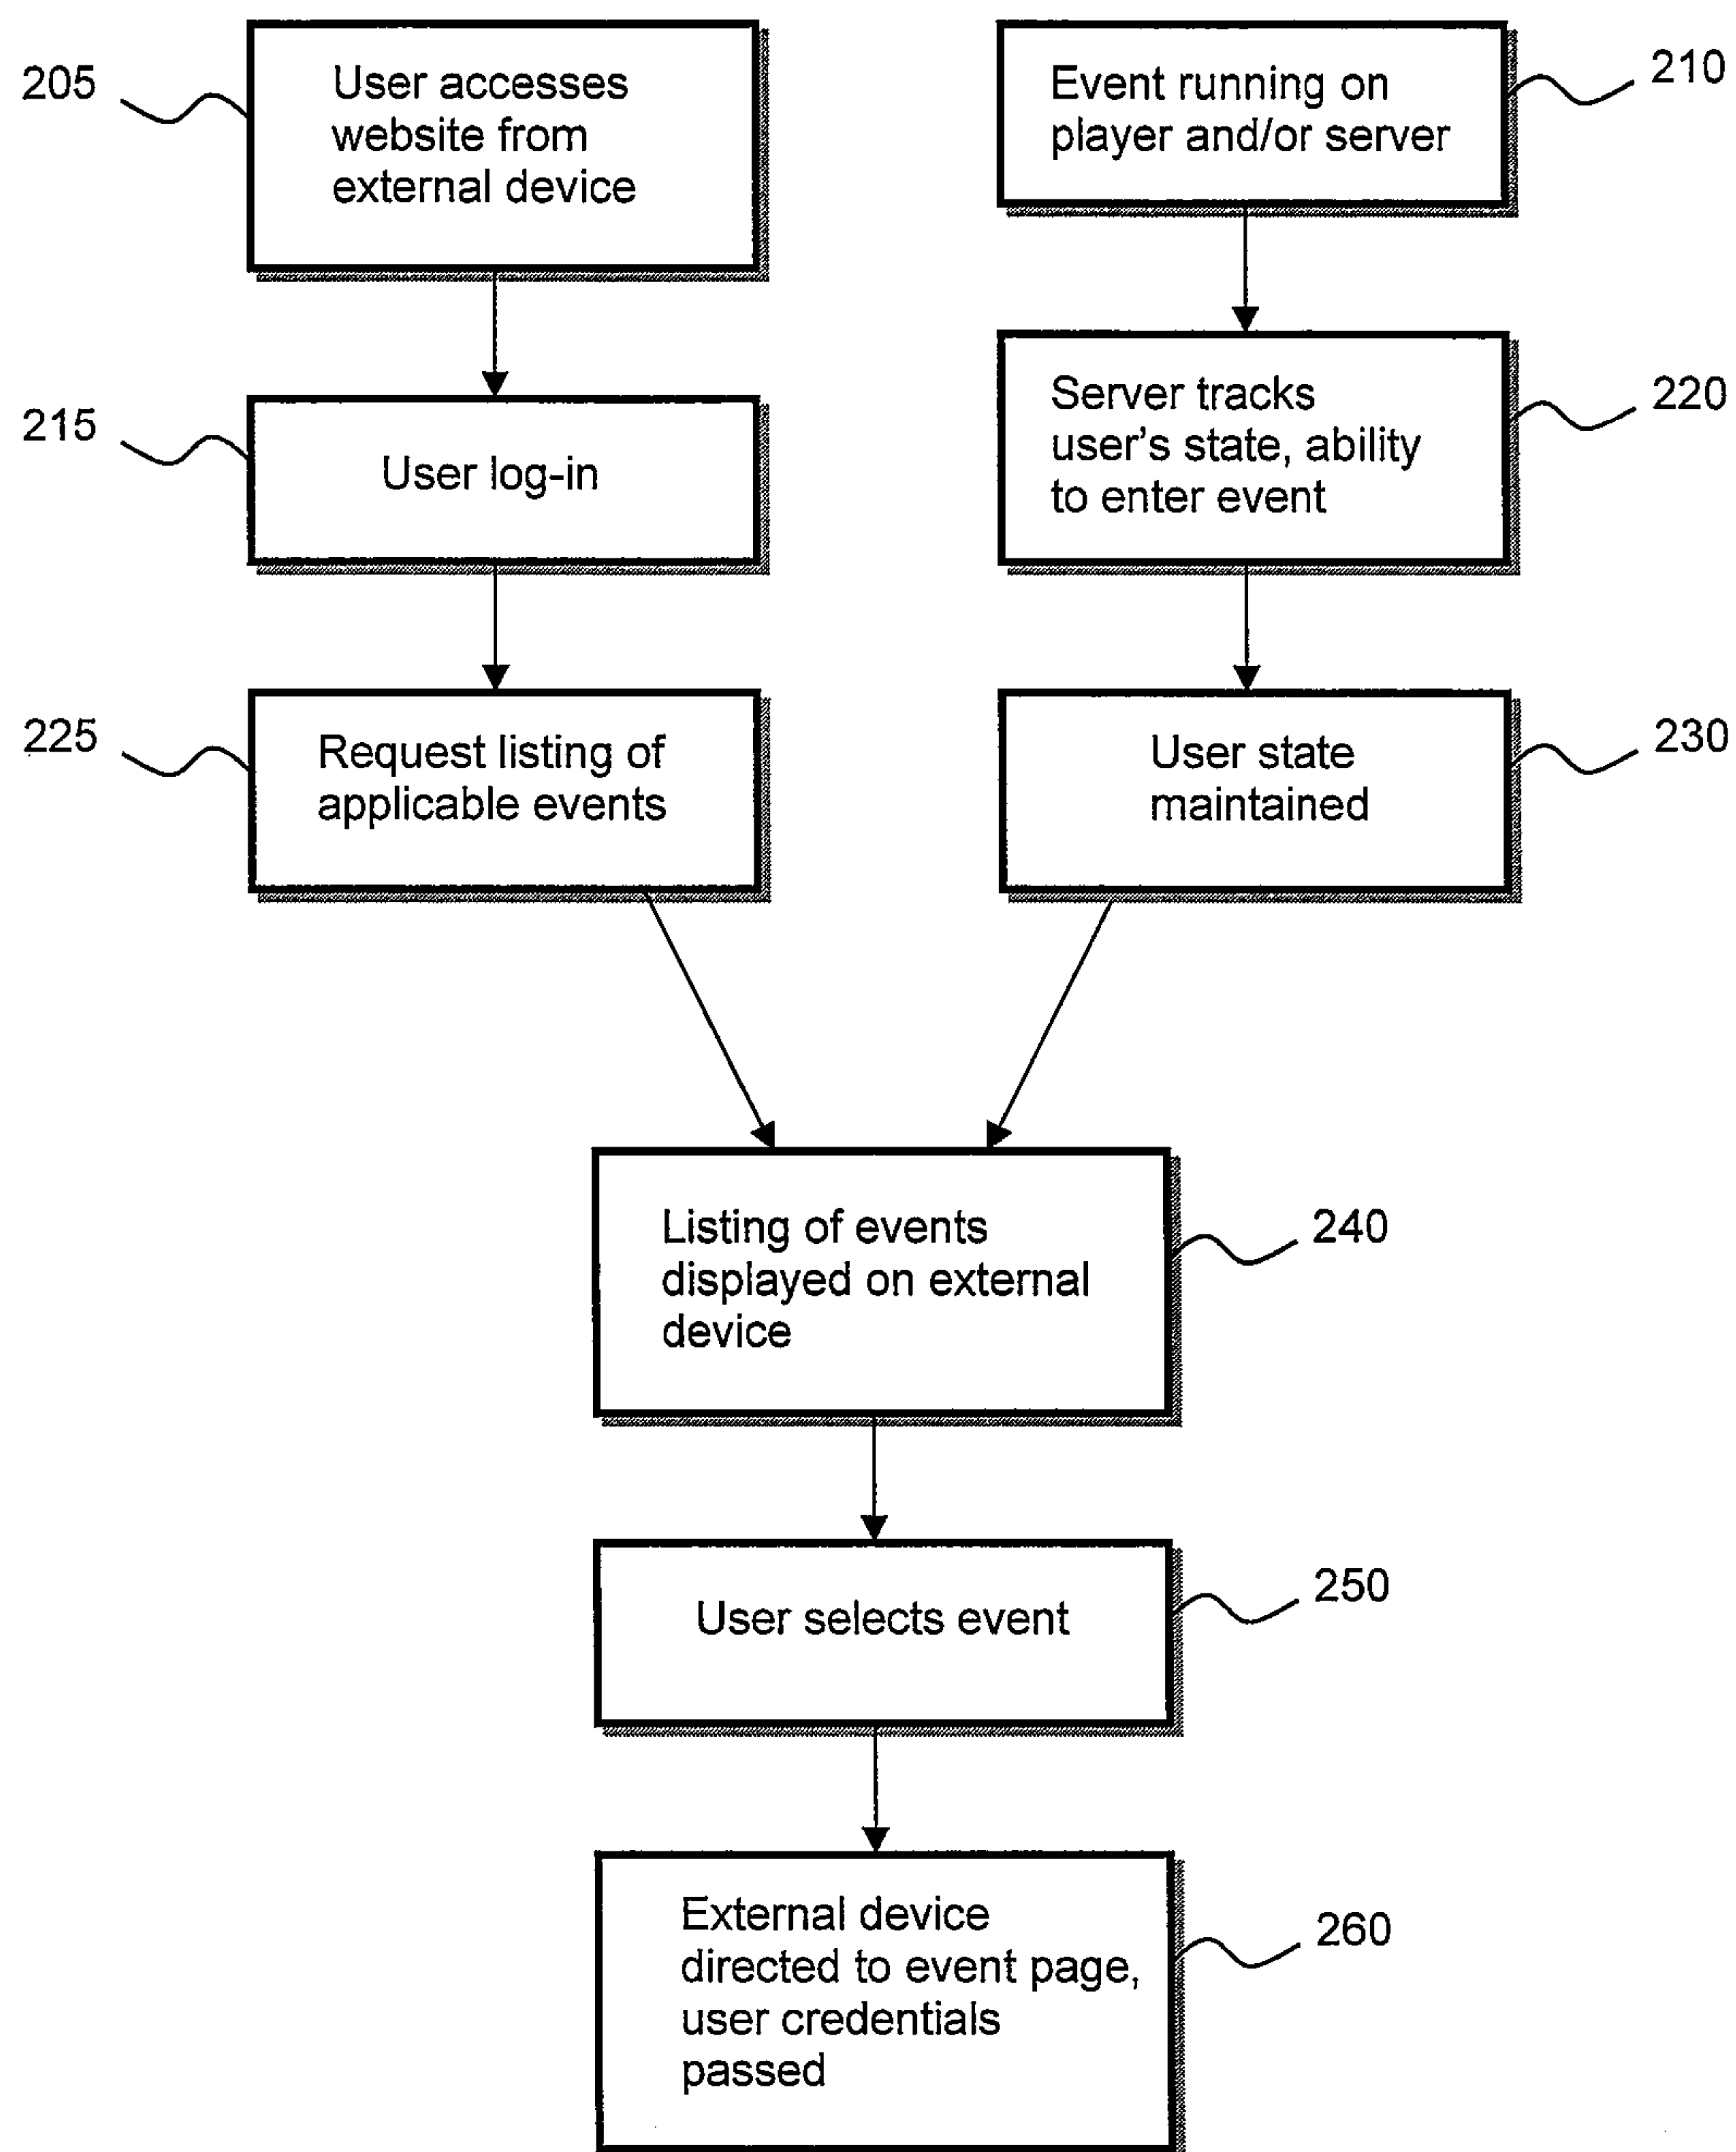 205
User accesses
website from
external device
210
Event running on
player and/or server
215
User log-in
220
Server tracks
user's state, ability
to enter event
225
Request listing of
applicable events
230
User state
maintained
240
Listing of events
displayed on external
device
250
User selects event
260
External device
directed to event page,
user credentials
passed